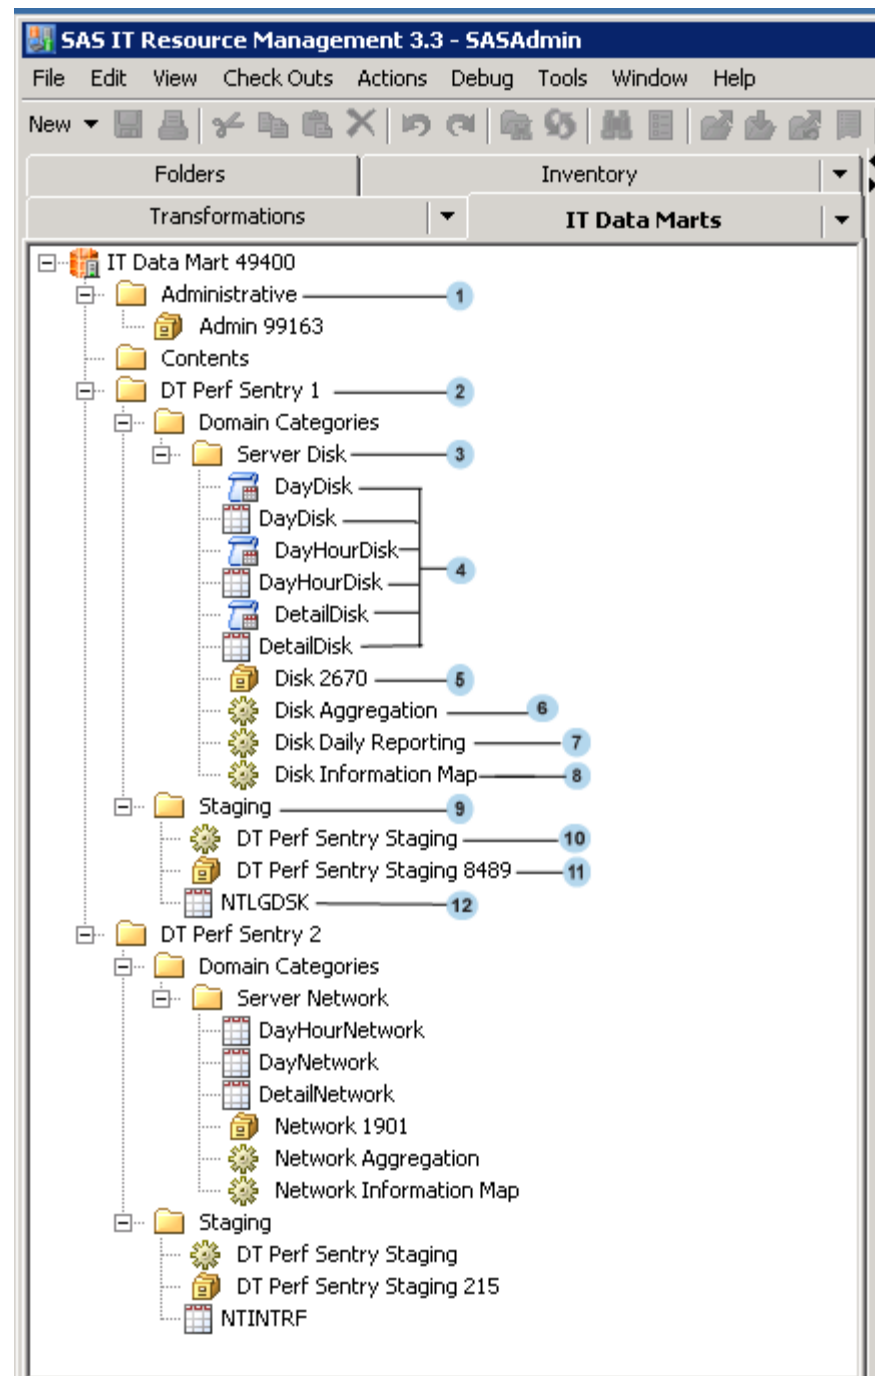 SAS IT Resource Management 3.3 - SASAdmin
File Edit View Check Outs Actions Debug Tools Window Help
New
Folders Inventory
Transformations IT Data Marts
IT Data Mart 49400
Administrative 1
Admin 99163
Contents
DT Perf Sentry 1 2
Domain Categories
Server Disk 3
DayDisk
DayDisk
DayHourDisk
4
DayHourDisk
DetailDisk
DetailDisk
Disk 2670 5
Disk Aggregation 6
Disk Daily Reporting 7
Disk Information Map 8
Staging 9
DT Perf Sentry Staging 10
DT Perf Sentry Staging 8489 11
NTLGDSK 12
DT Perf Sentry 2
Domain Categories
Server Network
DayHourNetwork
DayNetwork
DetailNetwork
Network 1901
Network Aggregation
Network Information Map
Staging
DT Perf Sentry Staging
DT Perf Sentry Staging 215
NTINTRF